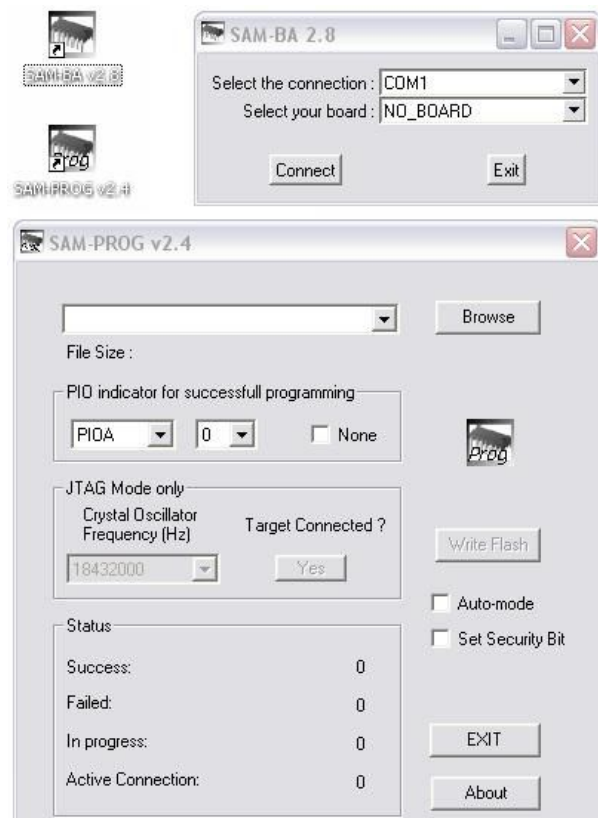 SAM-BA v2.8
SAM-BA 2.8
Select the connection : COM1
Select your board : NO_BOARD
Connect
Exit
Prog
SAM-PROG v2.4
SAM-PROG v2.4
Browse
File Size :
PIO indicator for successfull programming
PIOA 0 None
Prog
JTAG Mode only
Crystal Oscillator
Frequency (Hz)
Target Connected ?
18432000 Yes
Write Flash
Auto-mode
Set Security Bit
Status
Success: 0
Failed: 0
In progress: 0
Active Connection: 0
EXIT
About